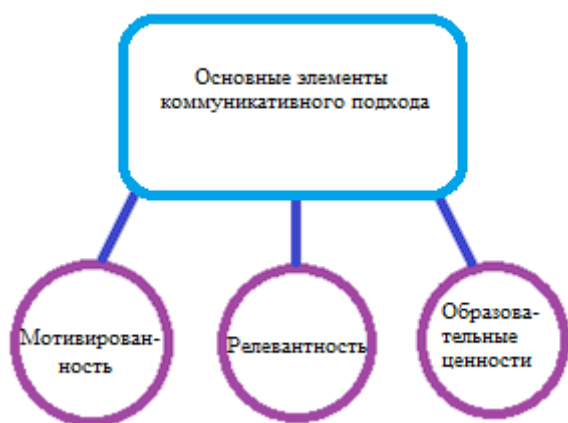 Основные элементы
коммуникативного подхода
Мотивирован-
ность
Релевантность
Образова-
тельные
ценности